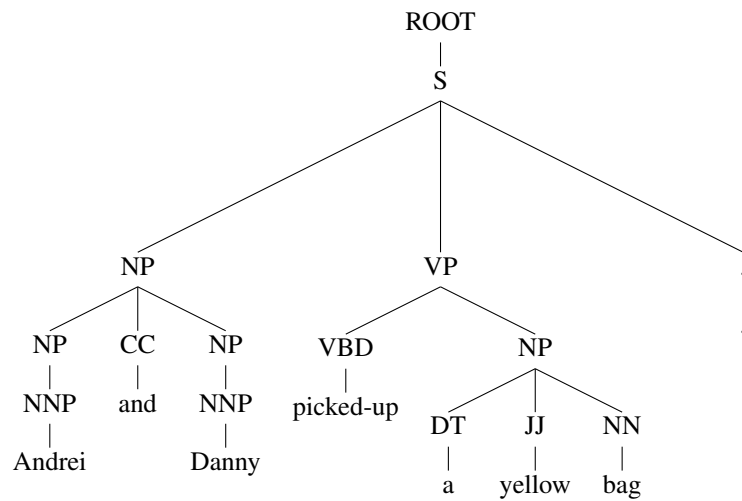 ROOT
S
NP VP .
NP CC NP VBD NP .
NNP and NNP picked-up DT JJ NN
Andrei Danny a yellow bag